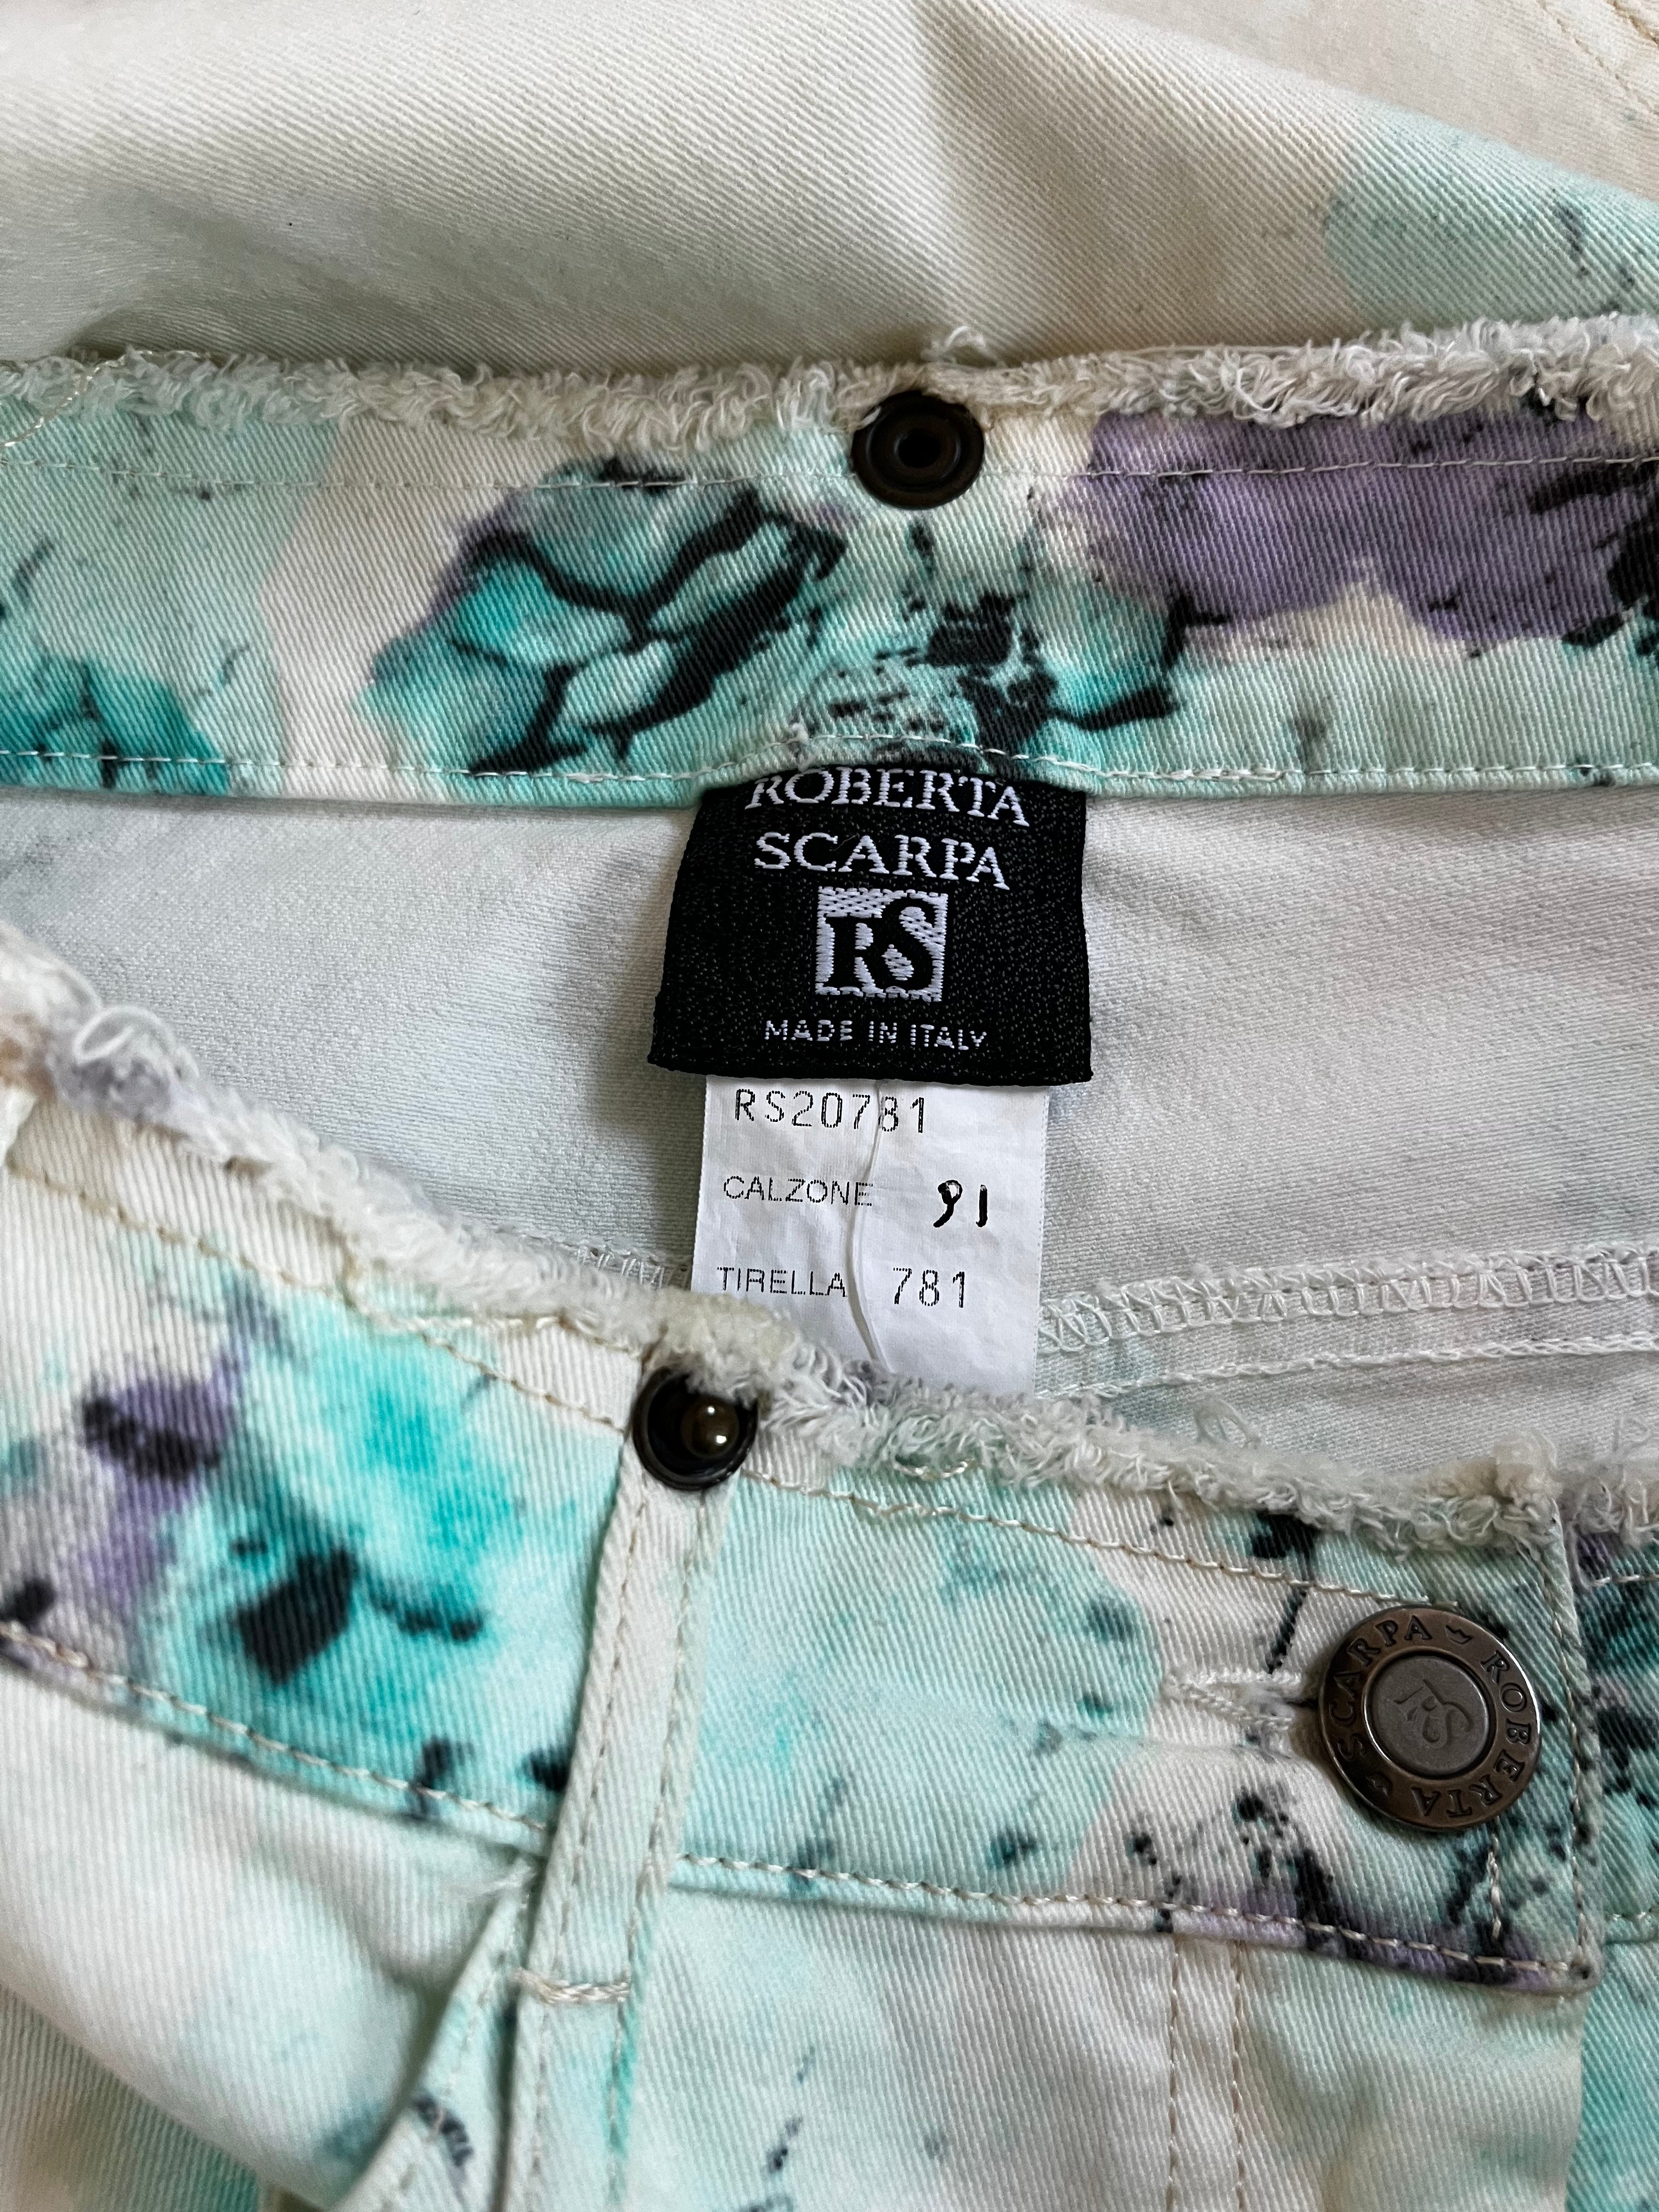 ROBERTA
SCARPA
RS
MADE IN ITALY
RS20781
CALZONE 91
TIRELLA 781
ROBERTA SCARPA
RS